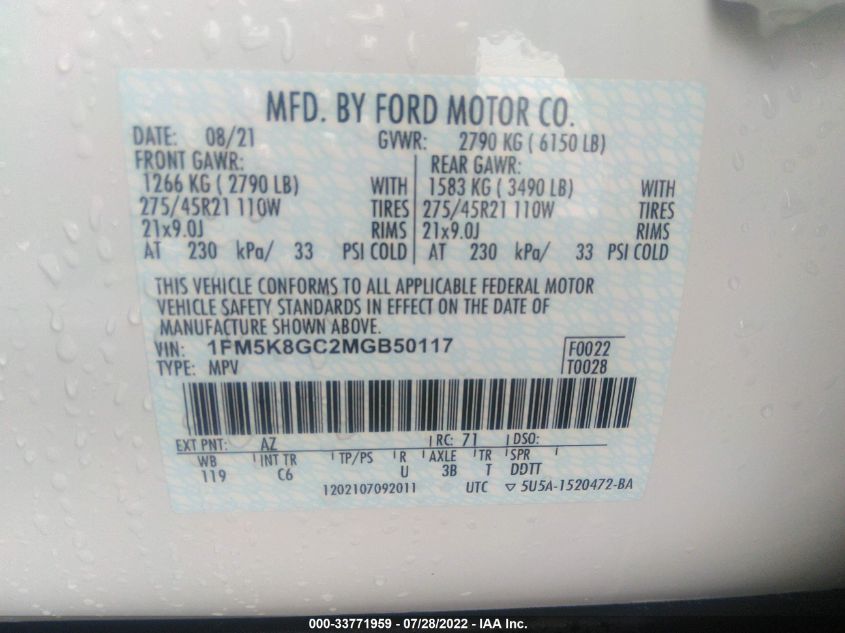 MFD. BY FORD MOTOR CO.
DATE: 08/21 GVWR: 2790 KG ( 6150 LB)
FRONT GAWR: REAR GAWR:
1266 KG ( 2790 LB) WITH 1583 KG ( 3490 LB) WITH
275/45R21 110W TIRES 275/45R21 110W TIRES
21x9.0J RIMS 21x9.0J RIMS
AT 230 kPa/ 33 PSI COLD AT 230 kPa/ 33 PSI COLD
THIS VEHICLE CONFORMS TO ALL APPLICABLE FEDERAL MOTOR
VEHICLE SAFETY STANDARDS IN EFFECT ON THE DATE OF
MANUFACTURE SHOWN ABOVE.
VIN: 1FM5K8GC2MGB50117 F0022
TYPE: MPV T0028
EXT PNT: AZ RC: 71 DSO:
WB INT TR TP/PS R AXLE TR SPR
119 C6 U 3B T DDTT
1202107092011 UTC ▽ 5U5A-1520472-BA
000-33771959 - 07/28/2022 - IAA Inc.